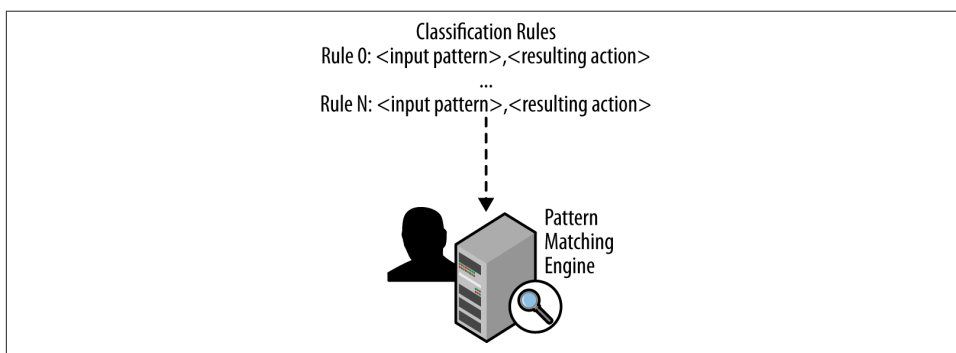 Classification Rules
Rule 0: <input pattern>,<resulting action>
...
Rule N: <input pattern>,<resulting action>
Pattern
Matching
Engine